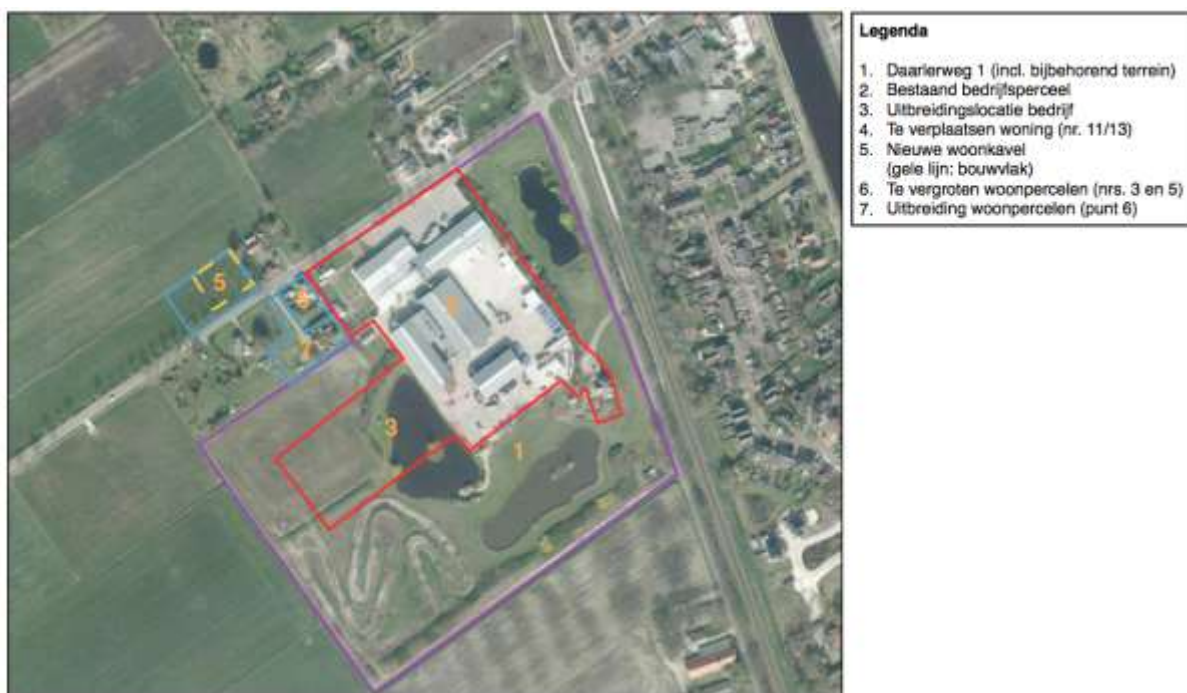 Legenda
1. Daarlerweg 1 (incl. bijbehorend terrein)
2. Bestaand bedrijfsperceel
3. Uitbreidingslocatie bedrijf
4. Te verplaatsen woning (nr. 11/13)
5. Nieuwe woonkavel
(gele lijn: bouwvlak)
6. Te vergroten woonpercelen (nrs. 3 en 5)
7. Uitbreiding woonpercelen (punt 6)
5
3
1